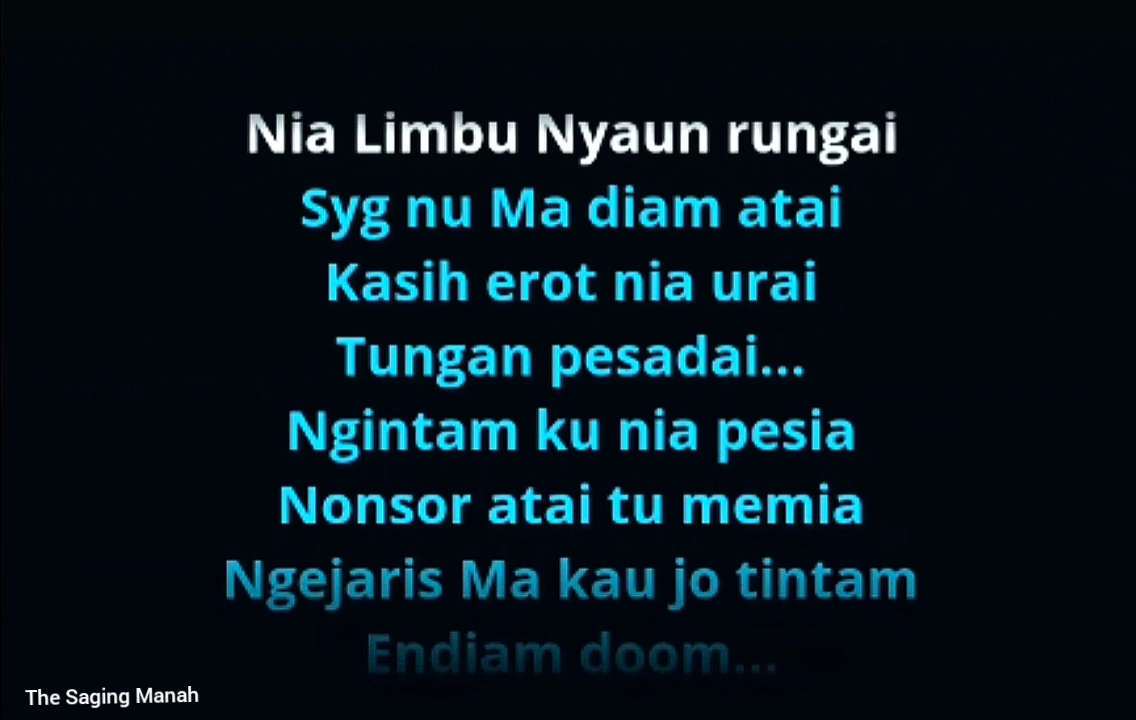 Nia Limbu Nyaun rungai
Syg nu Ma diam atai
Kasih erot nia urai
Tungan pesadai...
Ngintam ku nia pesia
Nonsor atai tu memia
Ngejaris Ma kau jo tintam
Endiam doom...
The Saging Manah